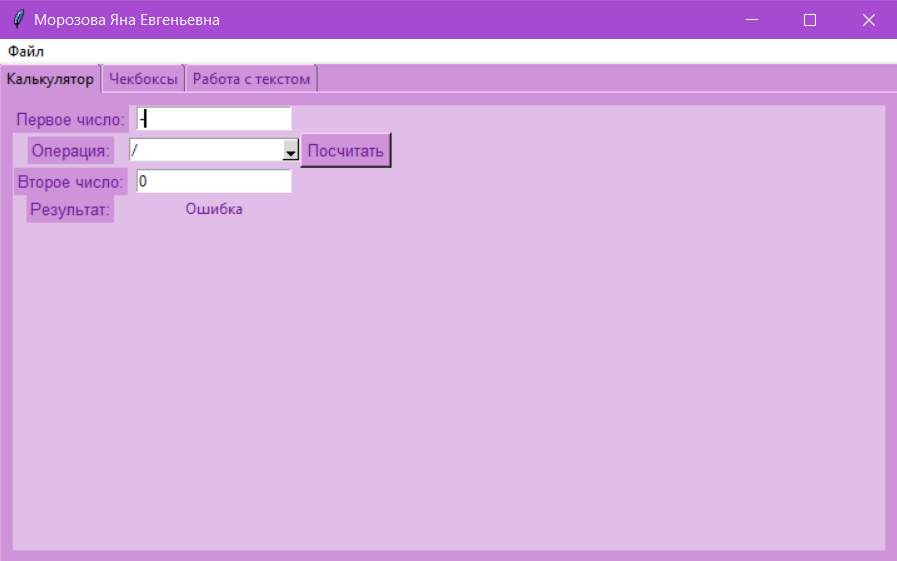 Морозова Яна Евгеньевна
Файл
Калькулятор Чекбоксы Работа с текстом
Первое число: -
Операция: / Посчитать
Второе число: 0
Результат: Ошибка